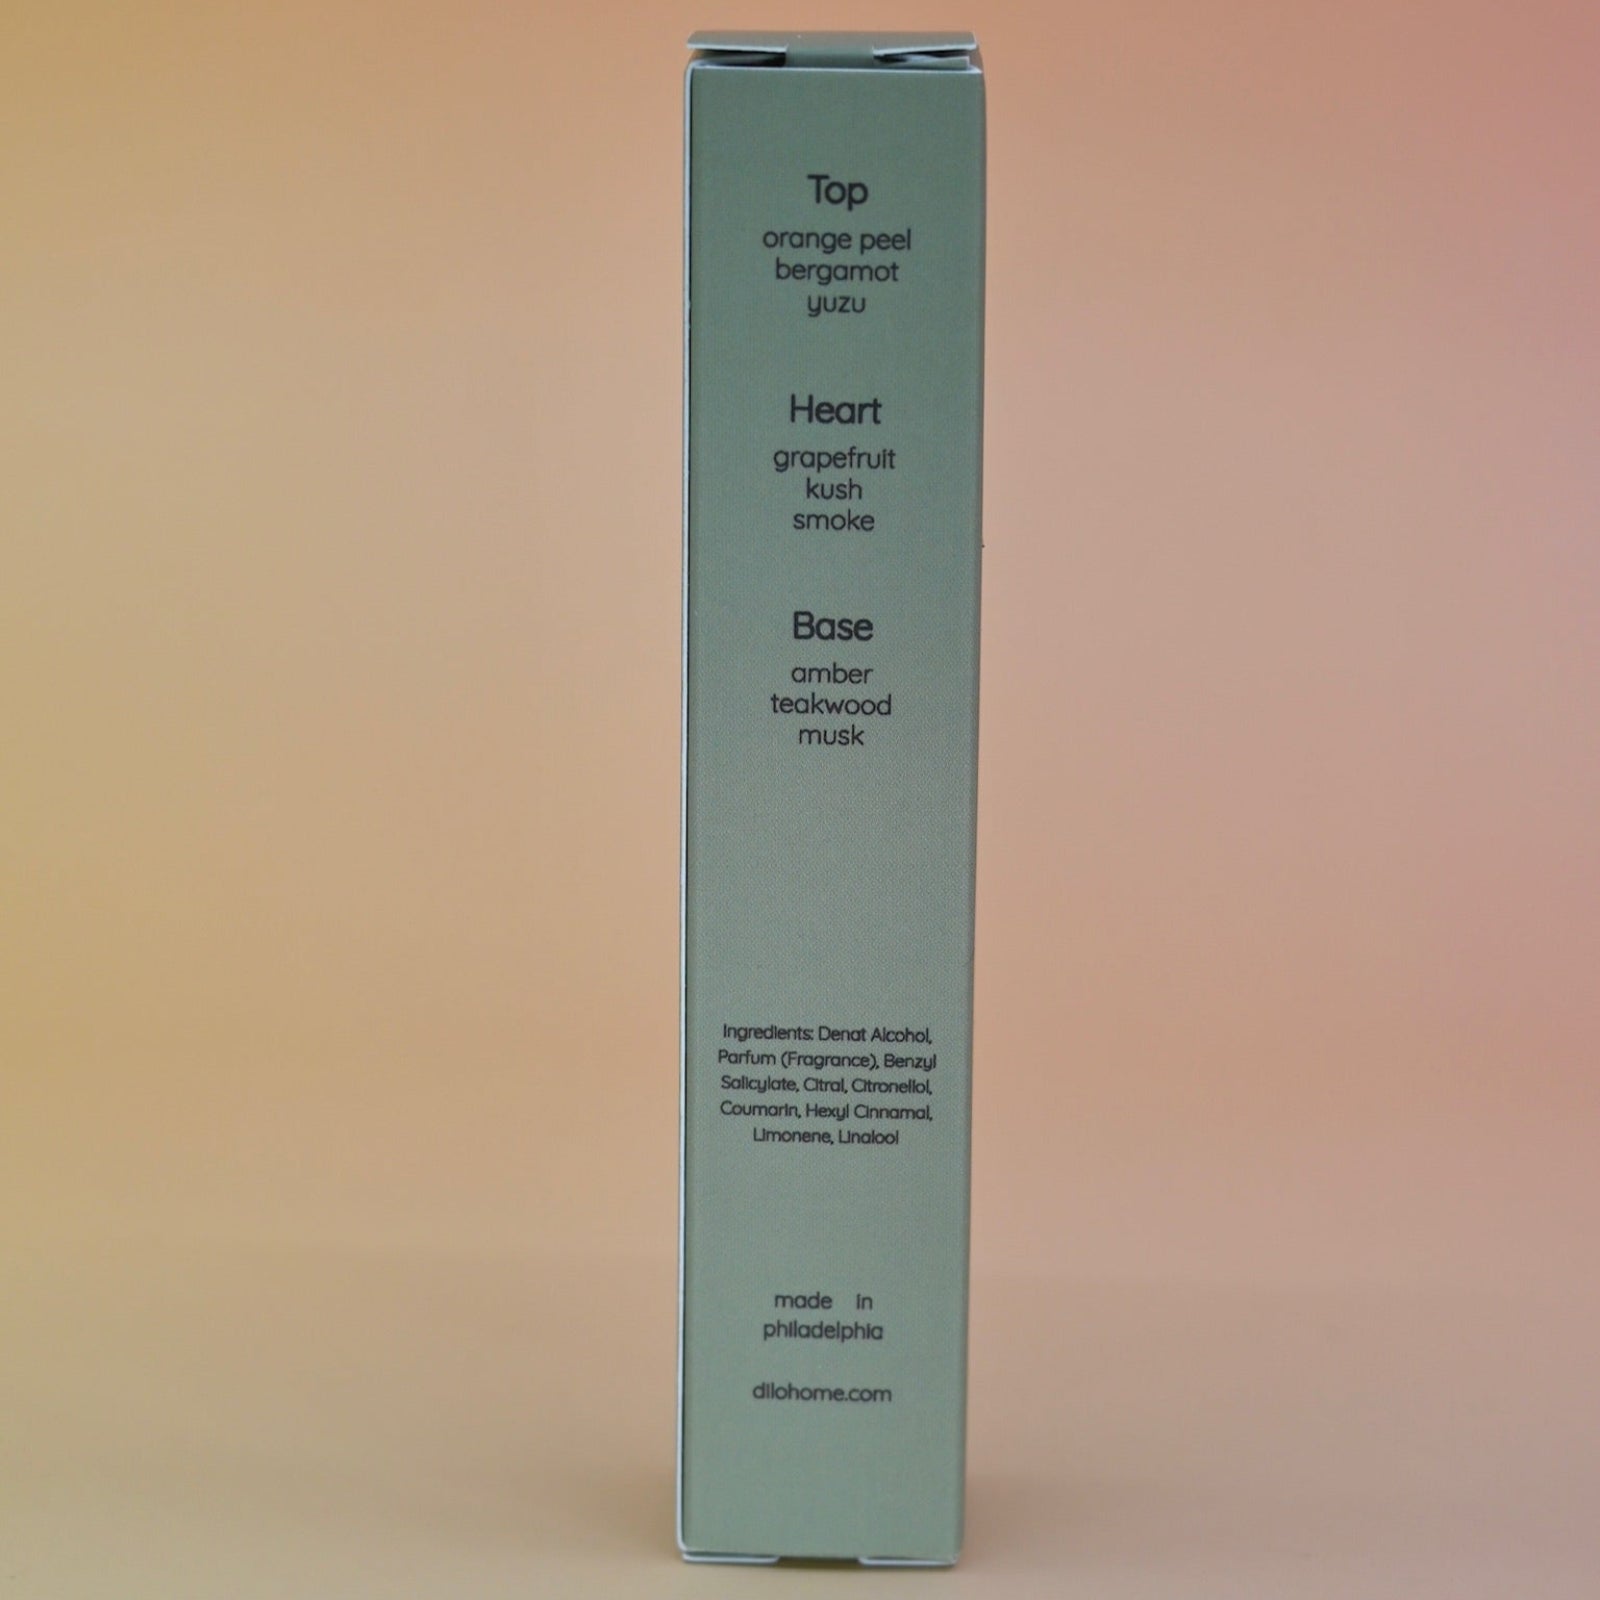 Top
orange peel
bergamot
yuzu
Heart
grapefruit
kush
smoke
Base
amber
teakwood
musk
Ingredients: Denat Alcohol,
Parfum (Fragrance), Benzyl
Salicylate, Citral, Citronellol,
Coumarin, Hexyl Cinnamal,
Limonene, Linalool
made in
philadelphia
dilohome.com